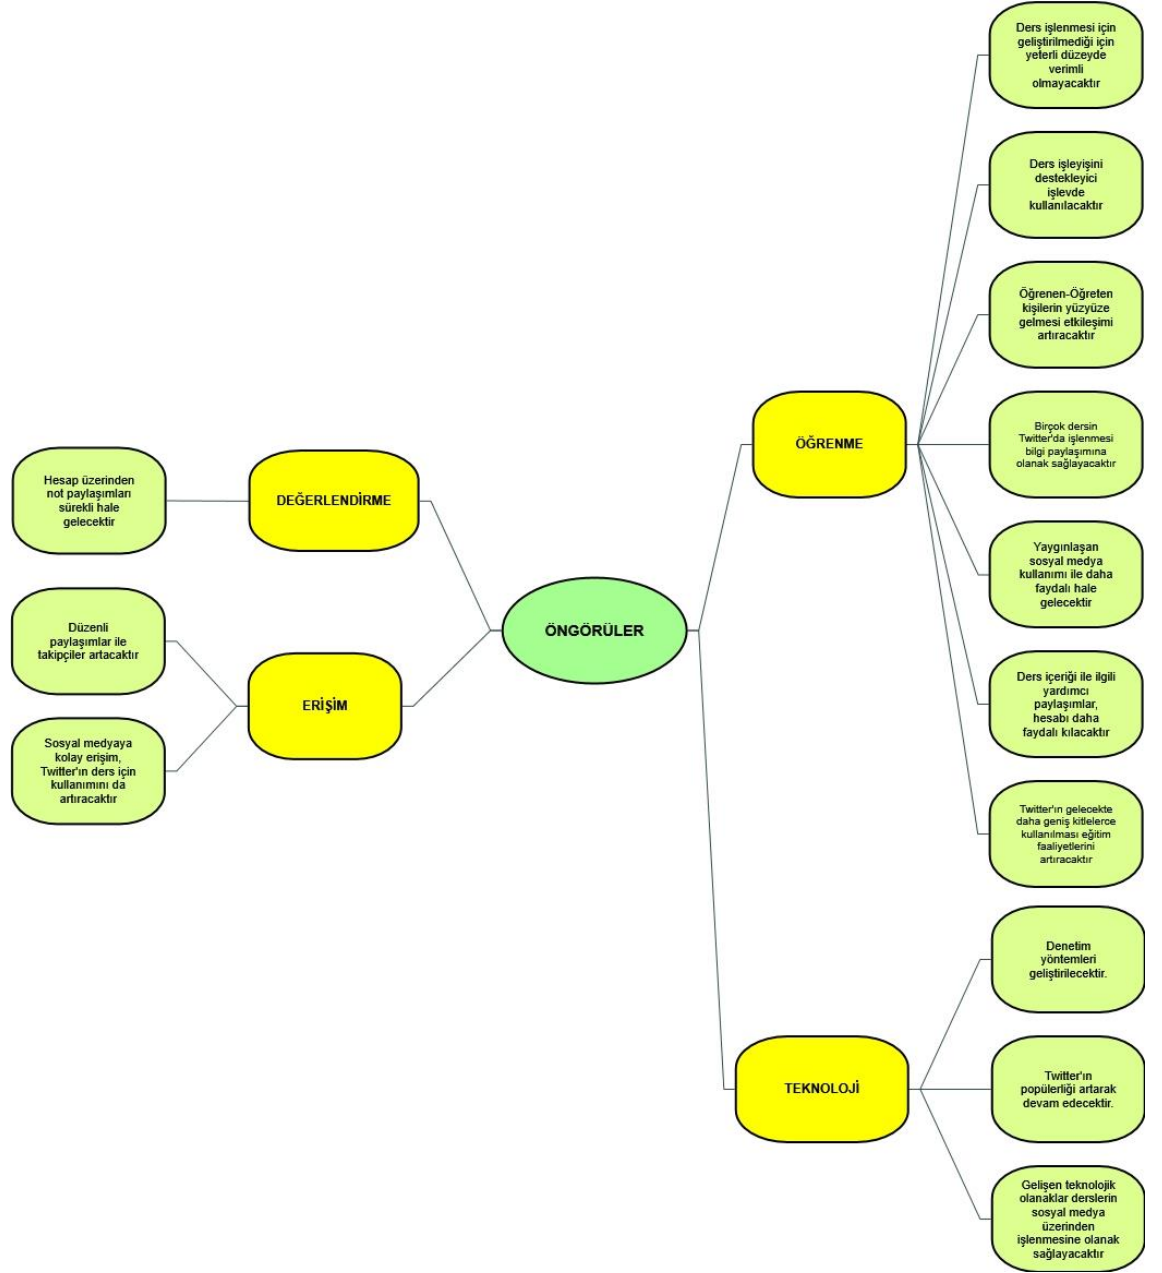 Ders işlenmesi için
geliştirilmediği için
yeterli düzeyde
verimli
olmayacaktır
Ders işleyişini
destekleyici
işlevde
kullanılacaktır
Öğrenen-Öğreten
kişilerin yüzyüze
gelmesi etkileşimi
artıracaktır
ÖĞRENME
Birçok dersin
Twitter'da işlenmesi
bilgi paylaşımına
olanak sağlayacaktır
Hesap üzerinden
not paylaşımları
sürekli hale
gelecektir
DEĞERLENDİRME
Yaygınlaşan
sosyal medya
kullanımı ile daha
faydalı hale
gelecektir
Düzenli
paylaşımlar ile
takipçiler artacaktır
ÖNGÖRÜLER
ERİŞİM
Ders içeriği ile ilgili
yardımcı
paylaşımlar,
hesabı daha
faydalı kılacaktır
Sosyal medyaya
kolay erişim,
Twitter'ın ders için
kullanımını da
artıracaktır
Twitter'ın gelecekte
daha geniş kitlelerce
kullanılması eğitim
faaliyetlerini
artıracaktır
Denetim
yöntemleri
geliştirilecektir.
TEKNOLOJİ
Twitter'ın
popülerliği artarak
devam edecektir.
Gelişen teknolojik
olanaklar derslerin
sosyal medya
üzerinden
işlenmesine olanak
sağlayacaktır